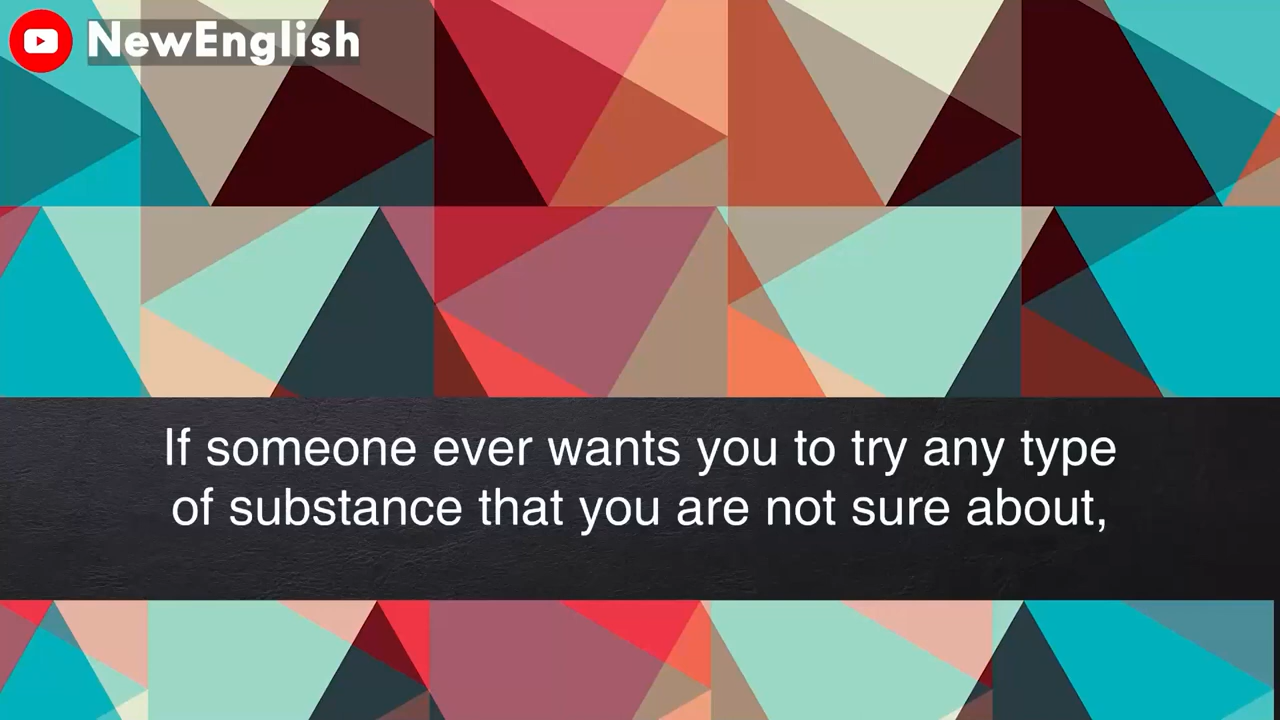 NewEnglish
If someone ever wants you to try any type
of substance that you are not sure about,